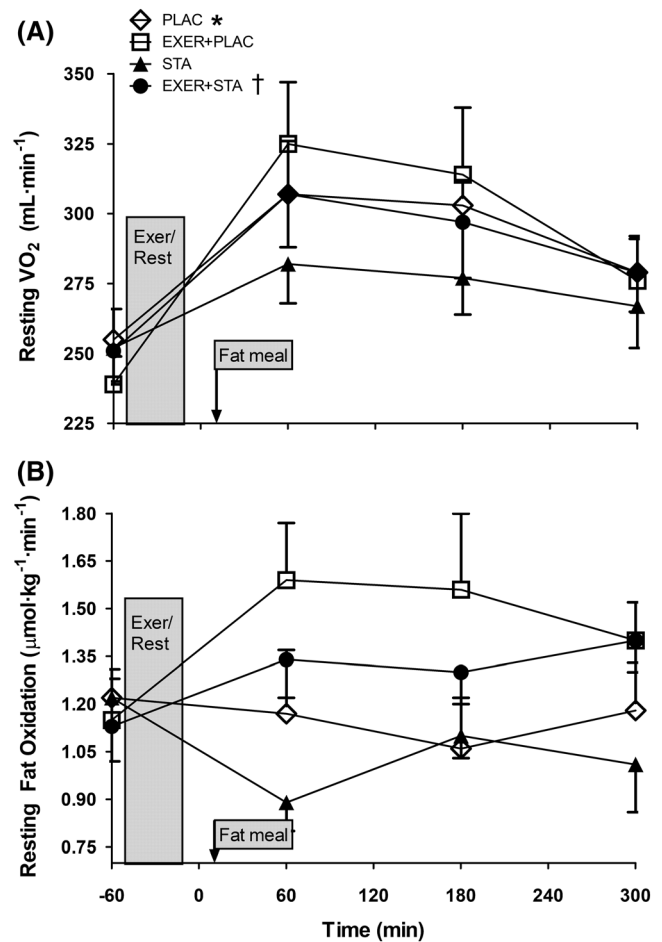 (A)
PLAC *
EXER+PLAC
STA
EXER+STA †
Resting VO2 (mL·min-1)
350
325
300
275
250
225
Exer/
Rest
Fat meal
(B)
Resting Fat Oxidation (μmol·kg-1·min-1)
1.80
1.65
1.50
1.35
1.20
1.05
0.90
0.75
Exer/
Rest
Fat meal
-60 0 60 120 180 240 300
Time (min)